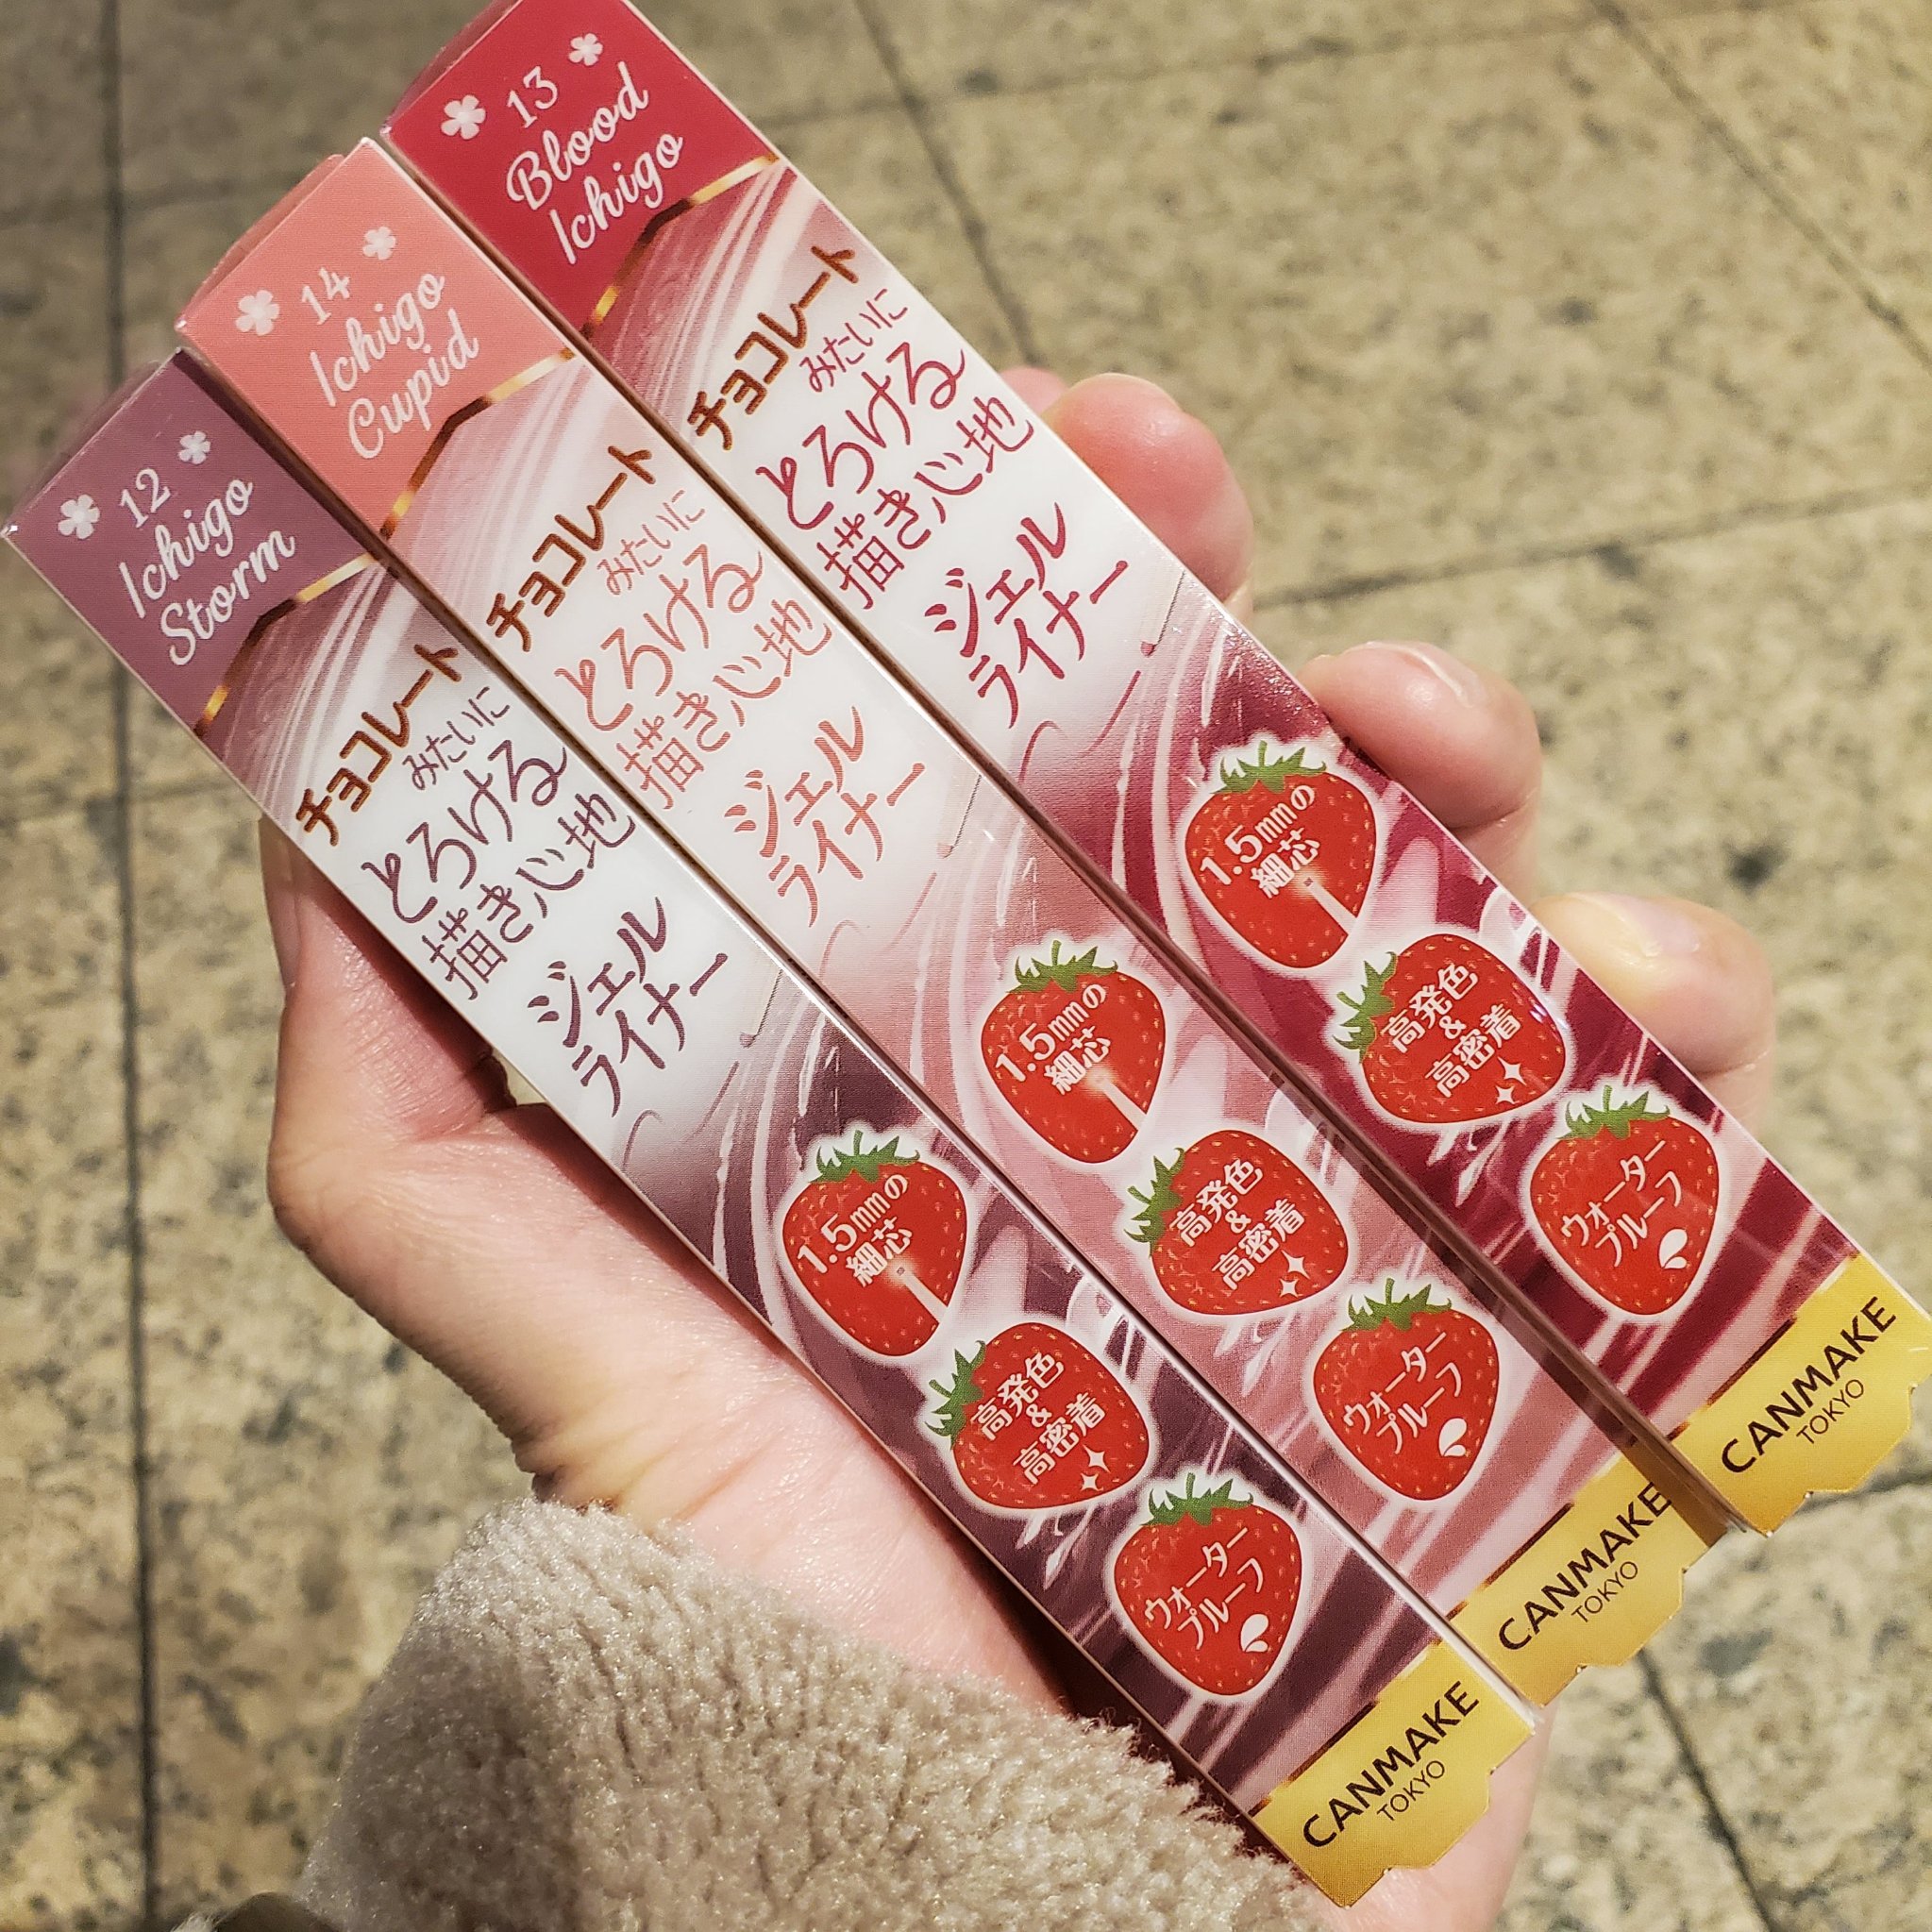 12
Ichigo
Storm
チョコレート
みたいに
とろける
描き心地
ジェル
ライナー
1.5mmの
細芯
高発色
&
高密着
ウォーター
プルーフ
CANMAKE
TOKYO
14
Ichigo
Cupid
チョコレート
みたいに
とろける
描き心地
ジェル
ライナー
1.5mmの
細芯
高発色
&
高密着
ウォーター
プルーフ
CANMAKE
TOKYO
13
Blood
Ichigo
チョコレート
みたいに
とろける
描き心地
ジェル
ライナー
1.5mmの
細芯
高発色
&
高密着
ウォーター
プルーフ
CANMAKE
TOKYO